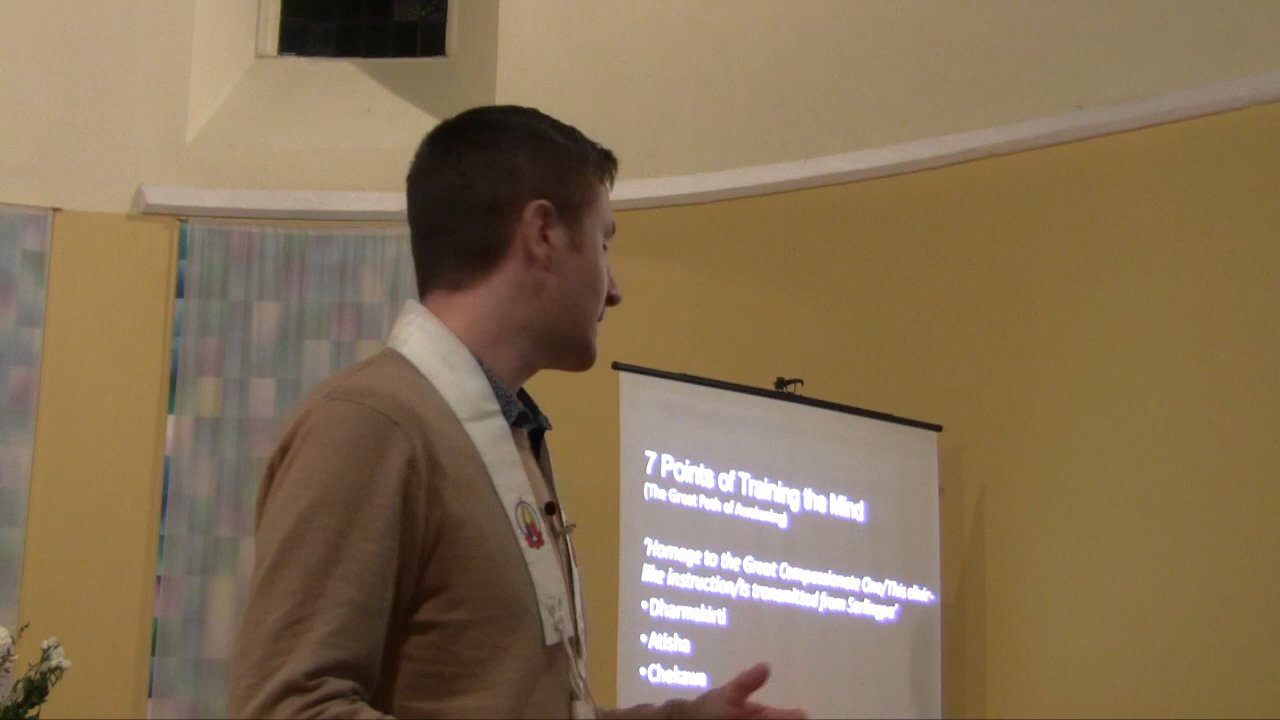 7 Points of Training the Mind
(The Great Path of Awakening)
'Homage to the Great Compassionate One/This elixir-
like instruction/Is transmitted from Serlingpa'
• Dharmakirti
• Atisha
• Chekawa